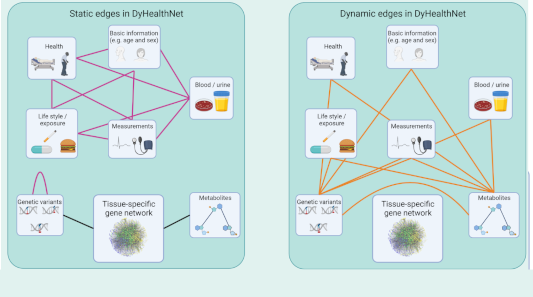 Static edges in DyHealthNet
Health
Basic information
(e.g. age and sex)
Blood / urine
Life style /
exposure
Measurements
Genetic variants
Tissue-specific
gene network
Metabolites
Dynamic edges in DyHealthNet
Health
Basic information
(e.g. age and sex)
Blood / urine
Life style /
exposure
Measurements
Genetic variants
Tissue-specific
gene network
Metabolites